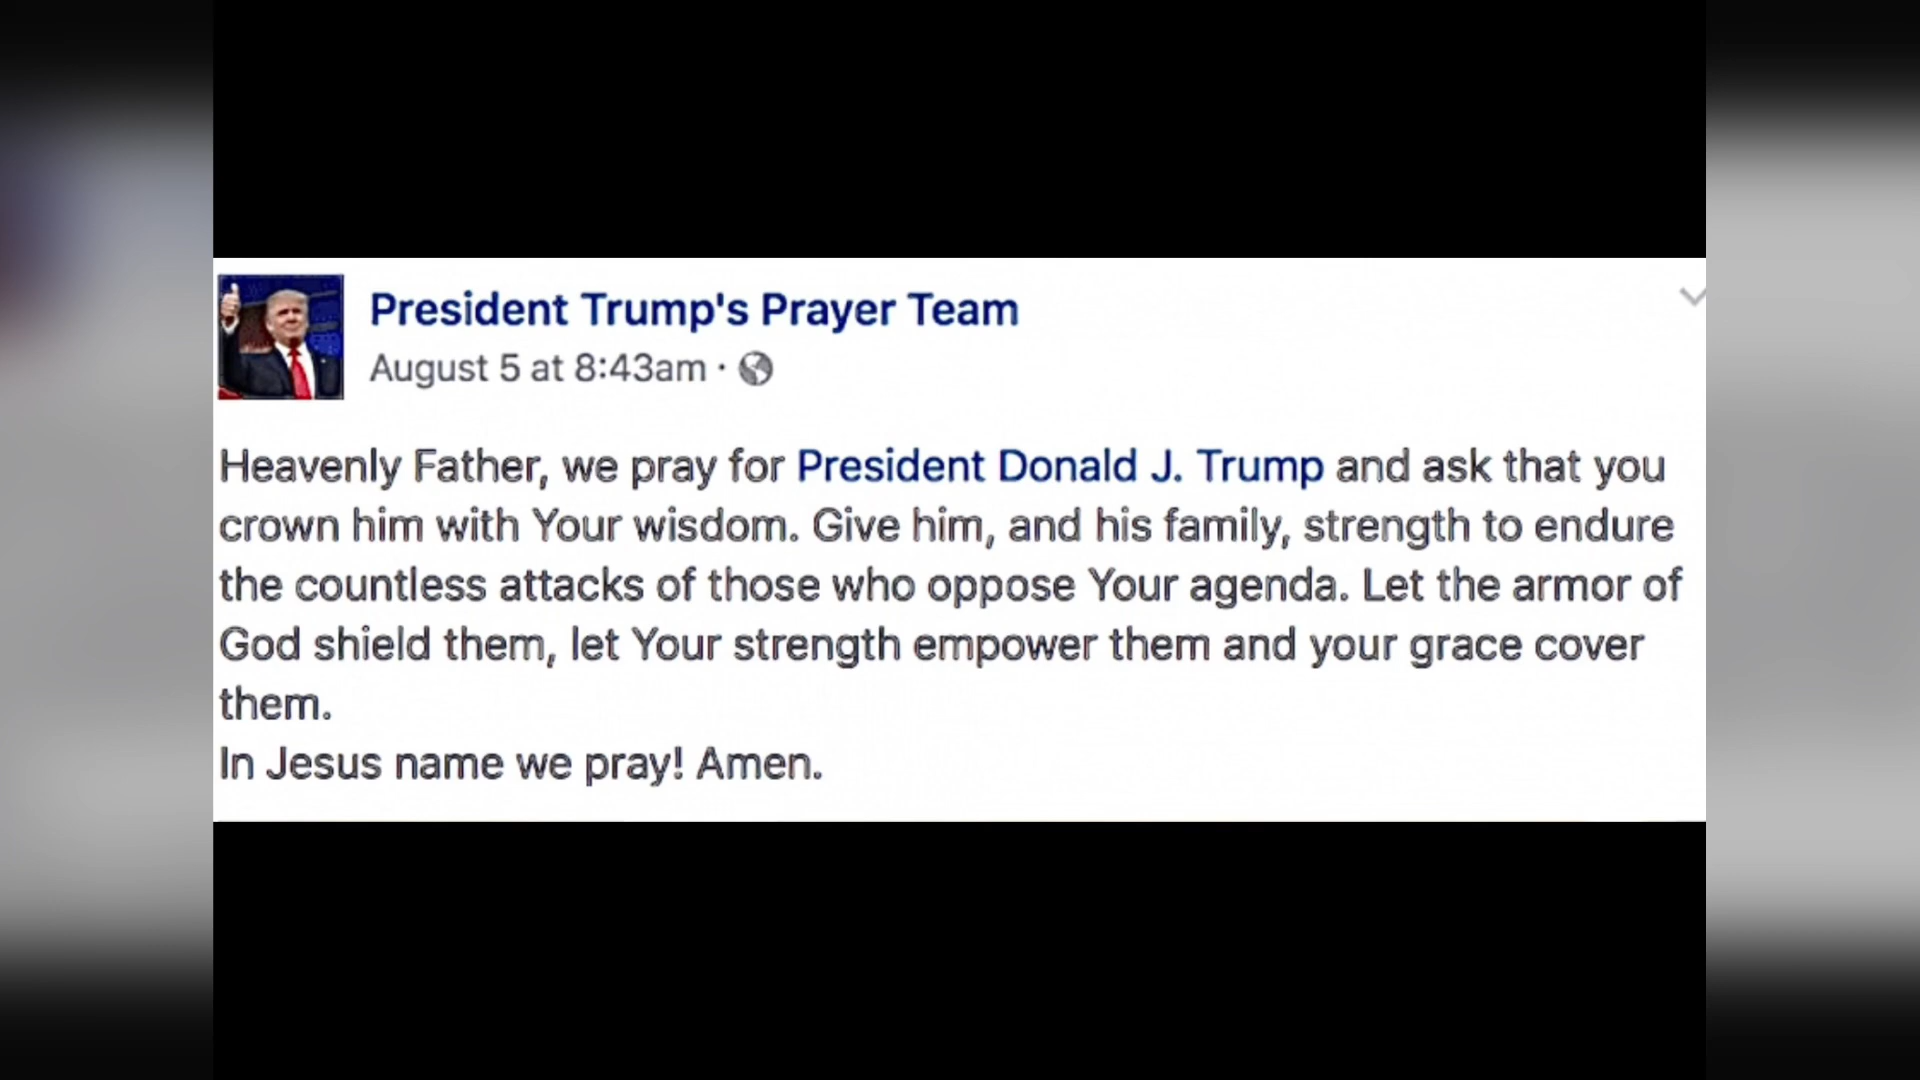 President Trump's Prayer Team
August 5 at 8:43am ·
Heavenly Father, we pray for President Donald J. Trump and ask that you
crown him with Your wisdom. Give him, and his family, strength to endure
the countless attacks of those who oppose Your agenda. Let the armor of
God shield them, let Your strength empower them and your grace cover
them.
In Jesus name we pray! Amen.